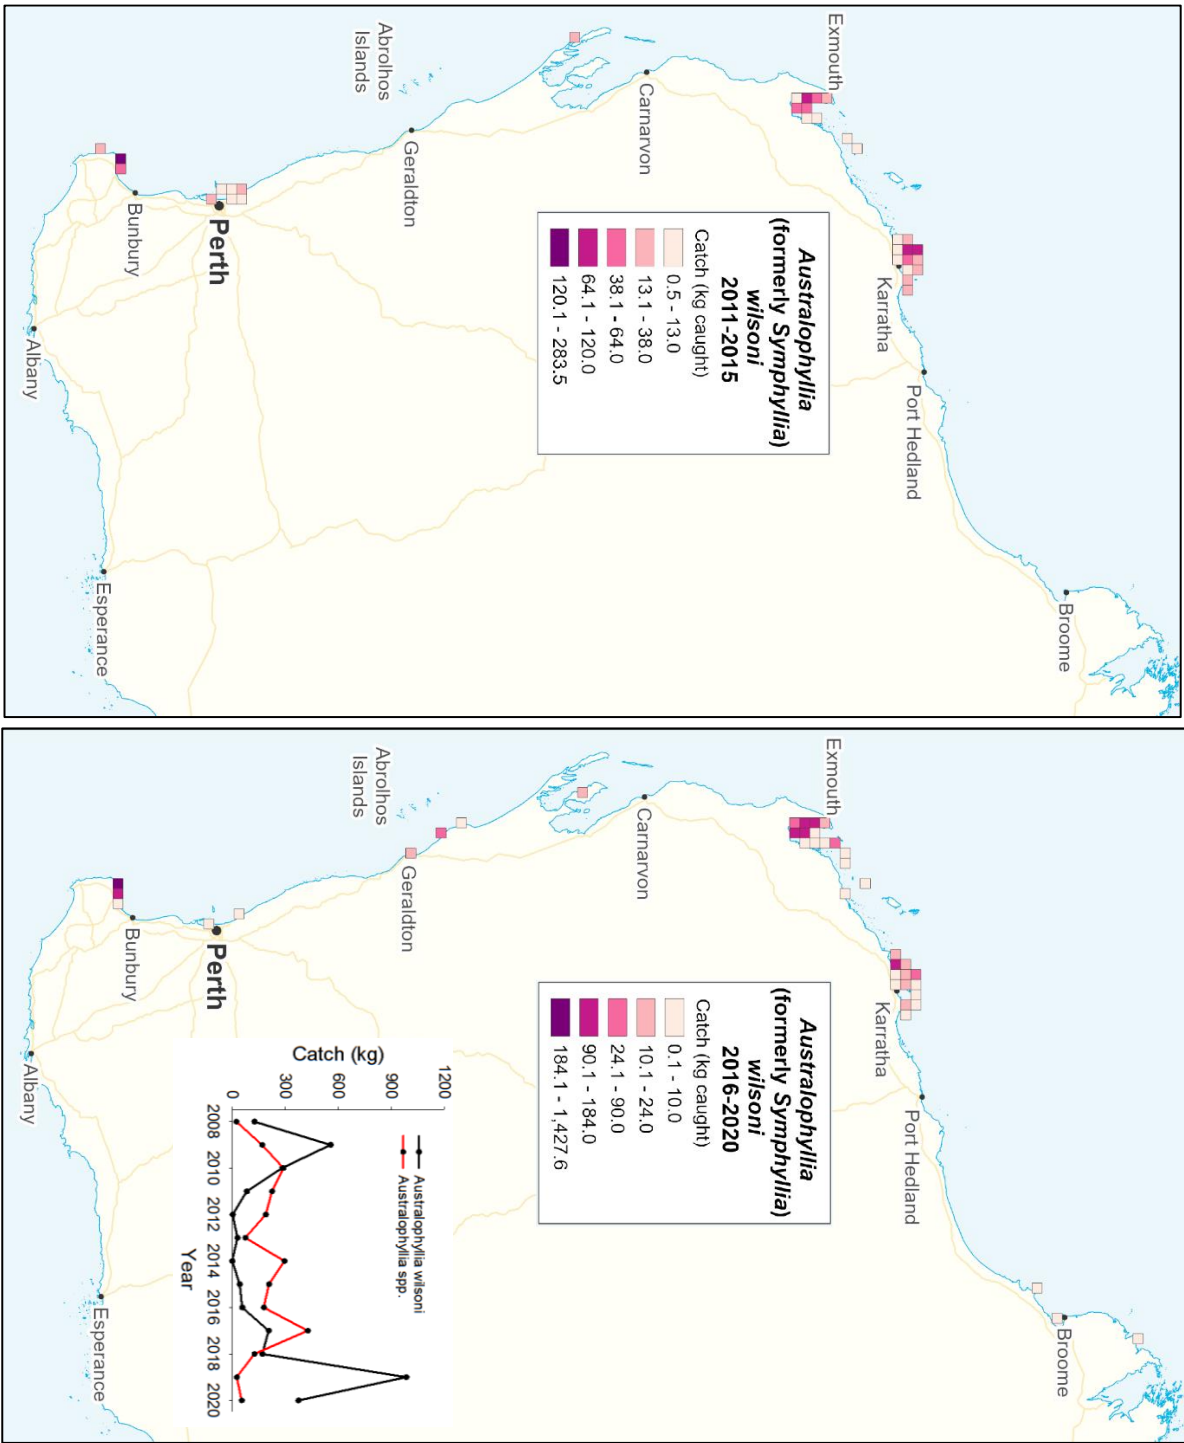 Exmouth
Abrolhos
Islands
Carnarvon
Geraldton
Karratha
Port Hedland
Broome
Perth
Bunbury
Albany
Esperance
Australophyllia
(formerly Symphyllia)
wilsoni
2011-2015
Catch (kg caught)
0.5 - 13.0
13.1 - 38.0
38.1 - 64.0
64.1 - 120.0
120.1 - 283.5
Exmouth
Abrolhos
Islands
Carnarvon
Geraldton
Karratha
Port Hedland
Broome
Perth
Bunbury
Albany
Esperance
Australophyllia
(formerly Symphyllia)
wilsoni
2016-2020
Catch (kg caught)
0.1 - 10.0
10.1 - 24.0
24.1 - 90.0
90.1 - 184.0
184.1 - 1,427.6
Catch (kg)
1200
900
600
300
0
Australophyllia wilsoni
Australophyllia spp.
2008
2010
2012
2014
2016
2018
2020
Year